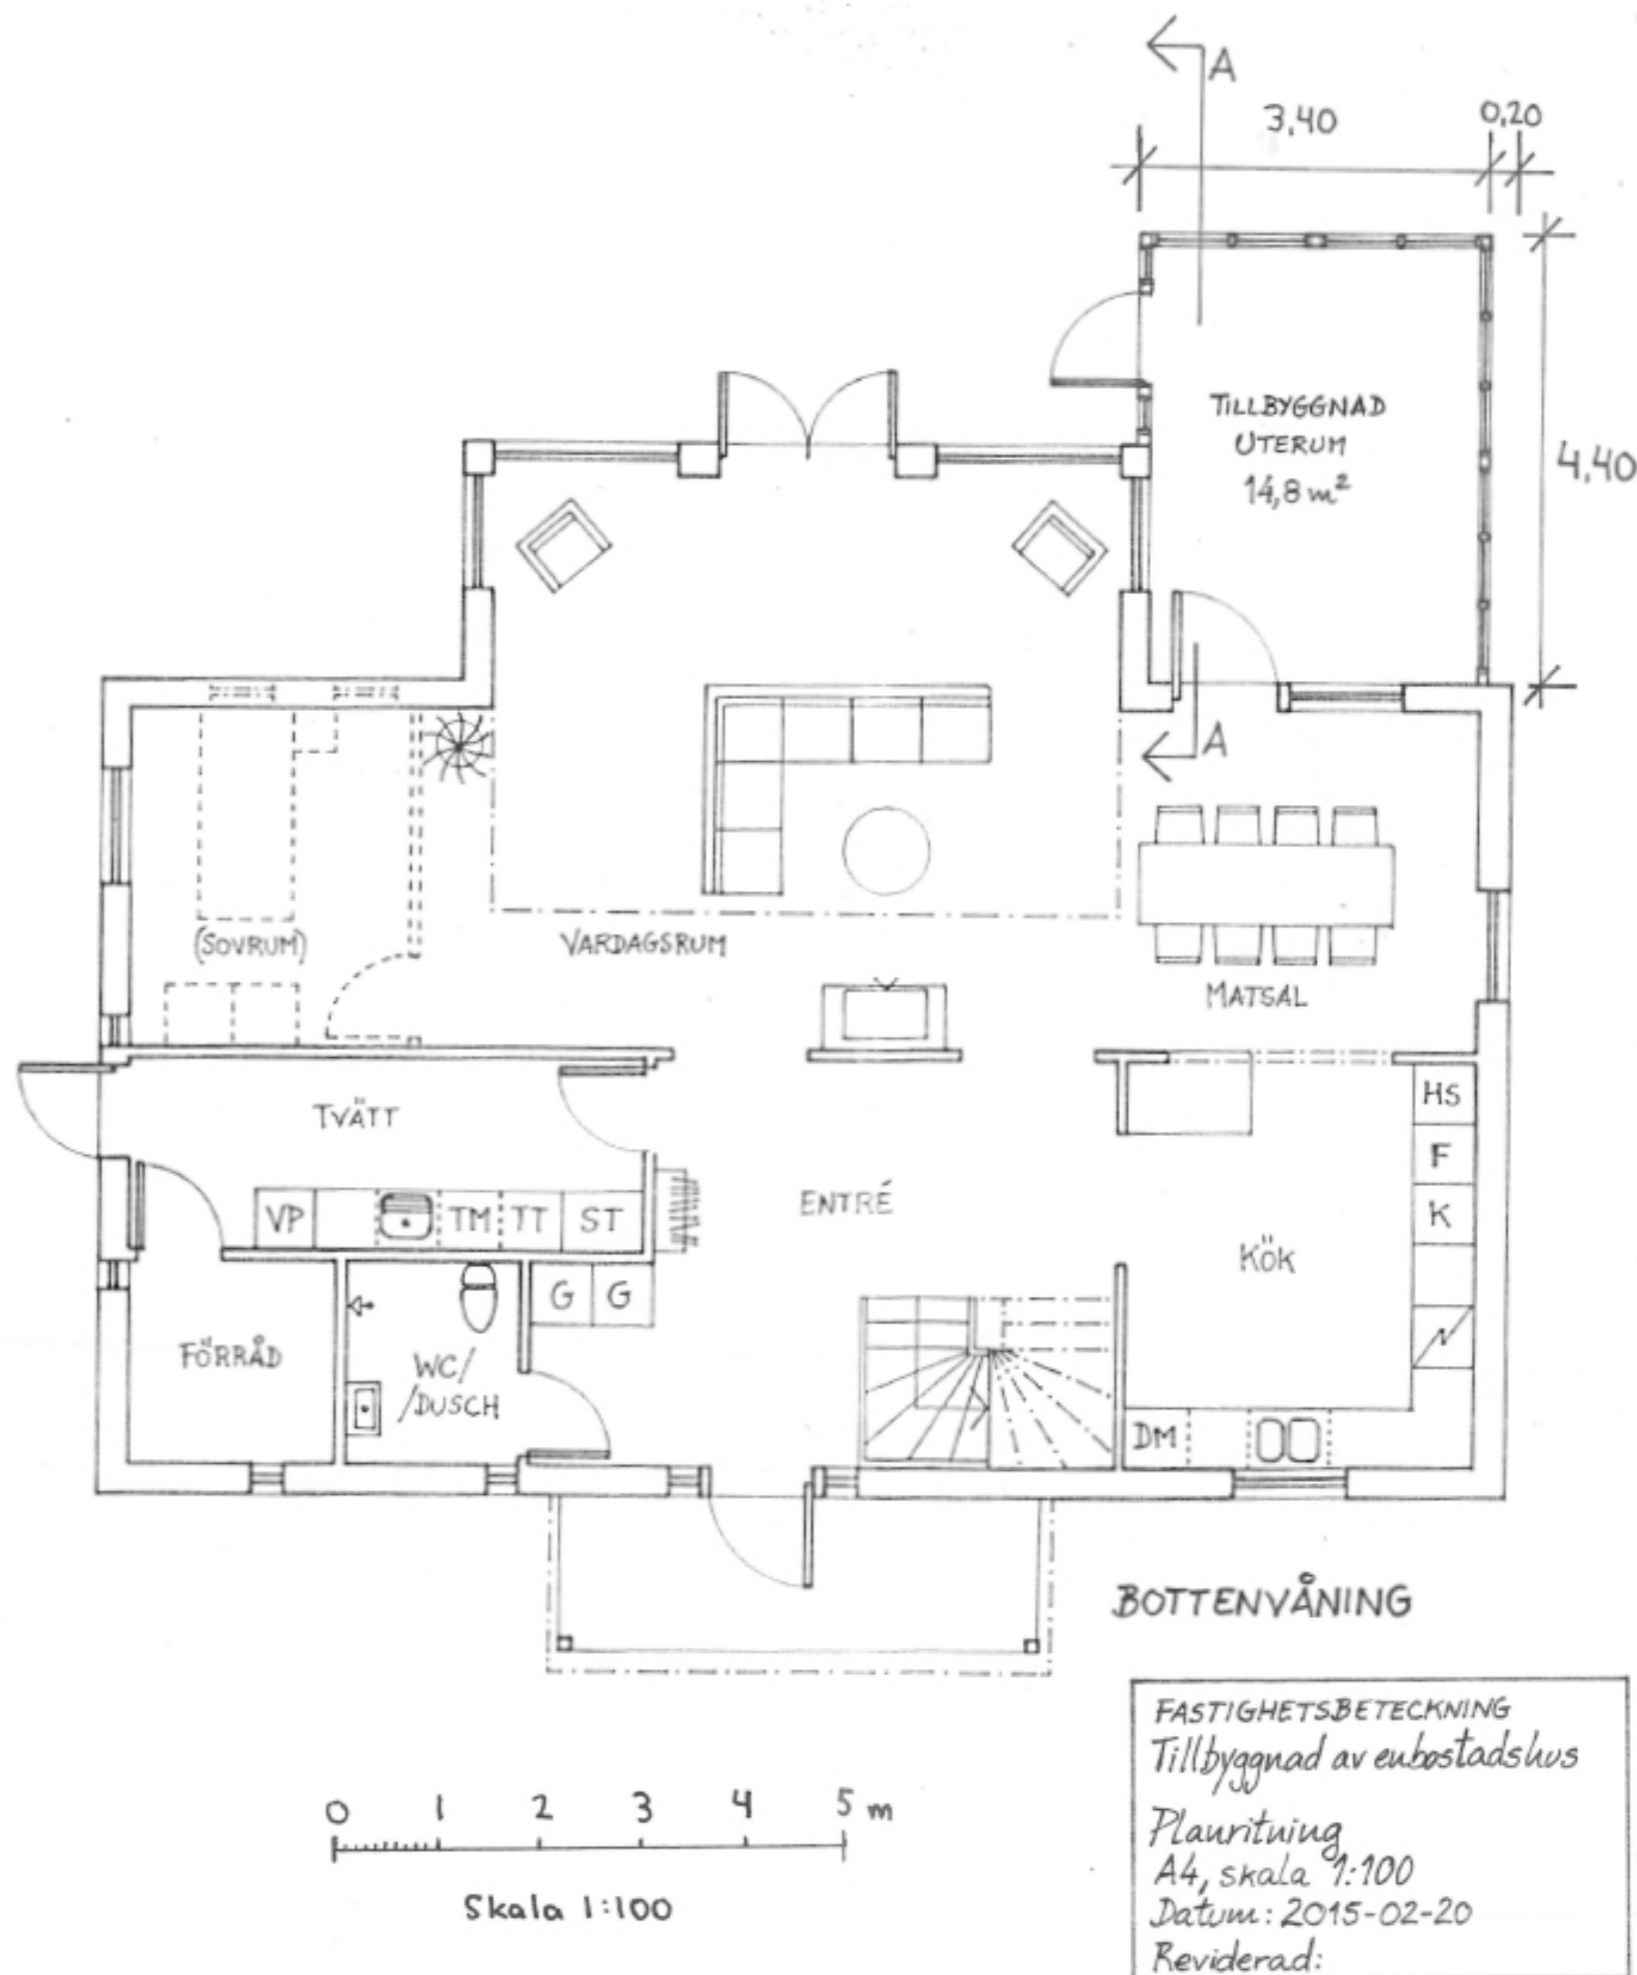 A
3,40
0,20
TILLBYGGNAD
UTERUM
14,8 m²
4,40
A
(SOVRUM)
VARDAGSRUM
MATSAL
TVÄTT
HS
F
K
VP
TM
TT
ST
ENTRÉ
KÖK
G
G
FÖRRÅD
WC/
/DUSCH
DM
BOTTENVÅNING
FASTIGHETSBETECKNING
Tillbyggnad av enbostadshus
Planritning
A4, skala 1:100
Datum: 2015-02-20
Reviderad:
0 1 2 3 4 5 m
Skala 1:100